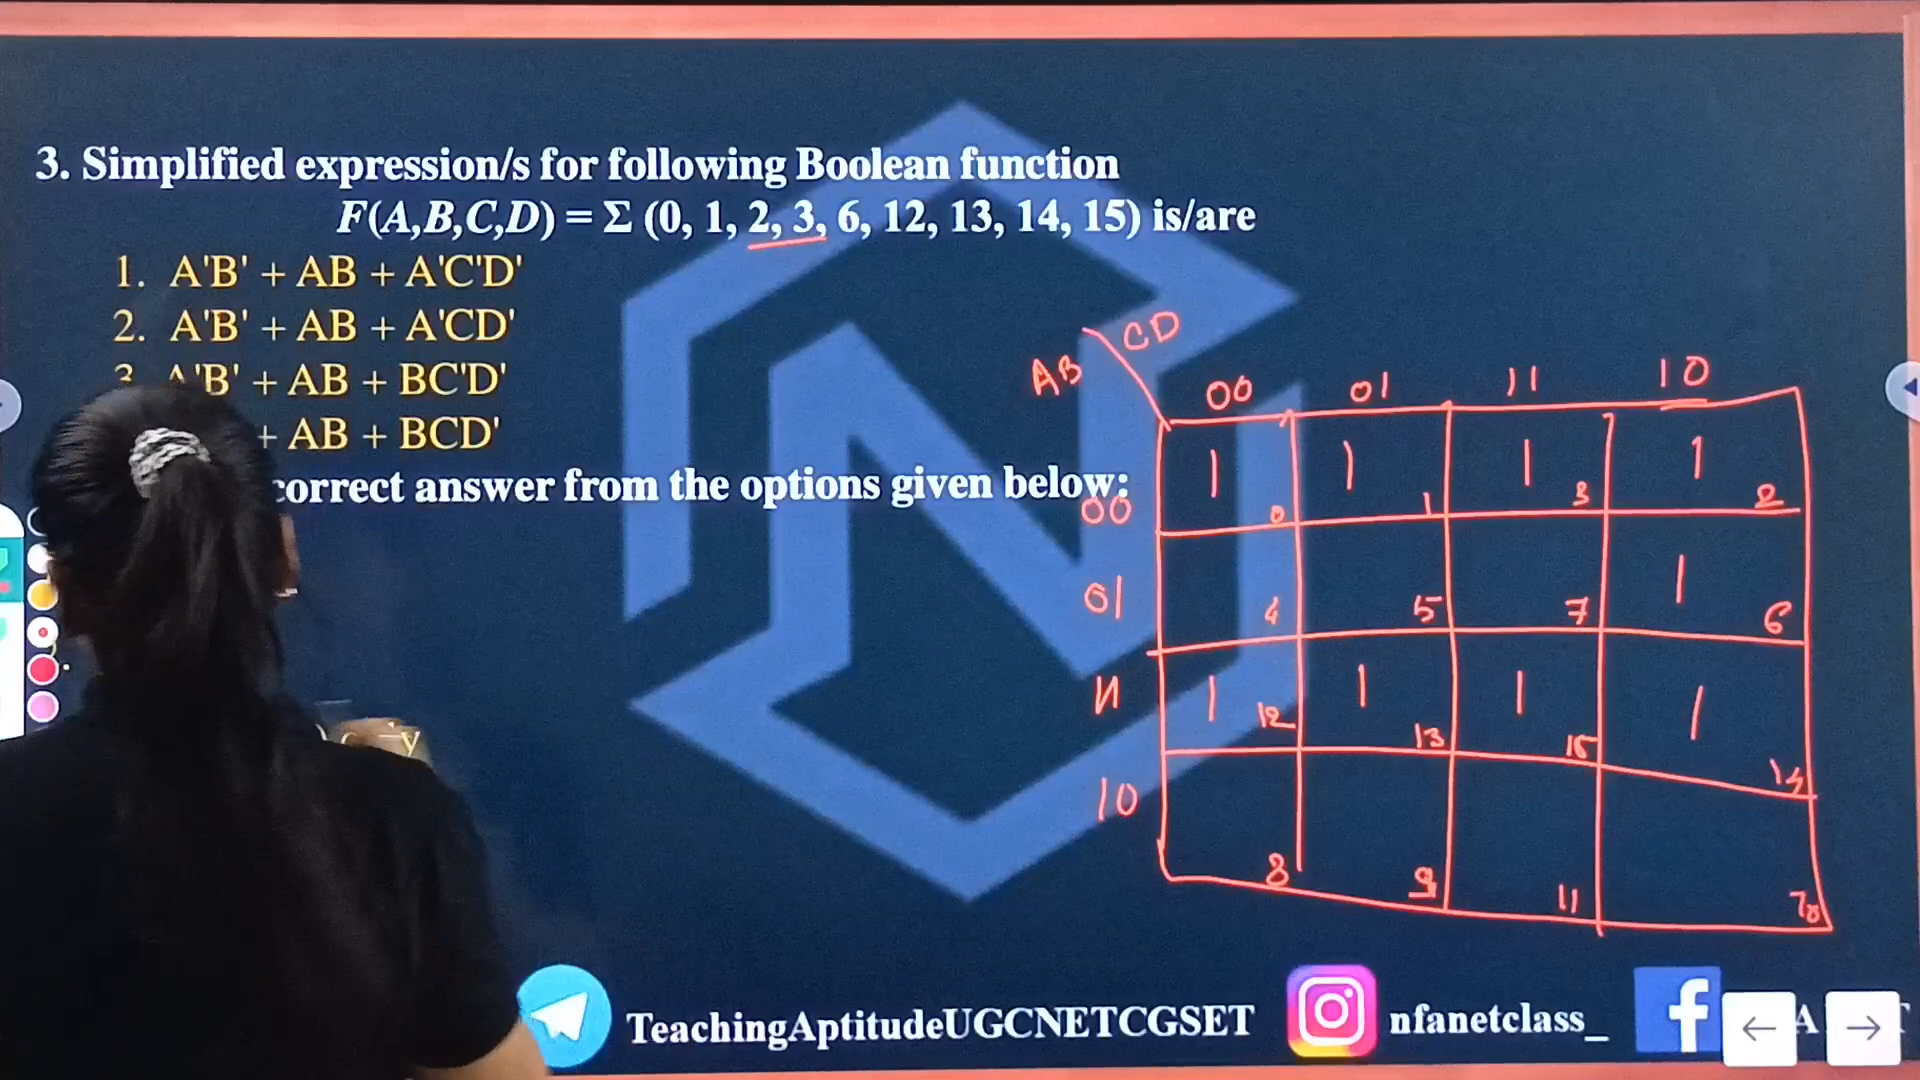 3. Simplified expression/s for following Boolean function
F(A,B,C,D) = Σ (0, 1, 2, 3, 6, 12, 13, 14, 15) is/are
1. A'B' + AB + A'C'D'
2. A'B' + AB + A'CD'
3. A'B' + AB + BC'D'
+ AB + BCD'
correct answer from the options given below:
CD
AB
00 01 11 10
00 1 0 1 1 1 3 1 2
01 4 5 7 1 6
11 1 12 1 13 1 15 1 14
10 8 9 11 10
TeachingAptitudeUGCNETCGSET
nfanetclass_
A